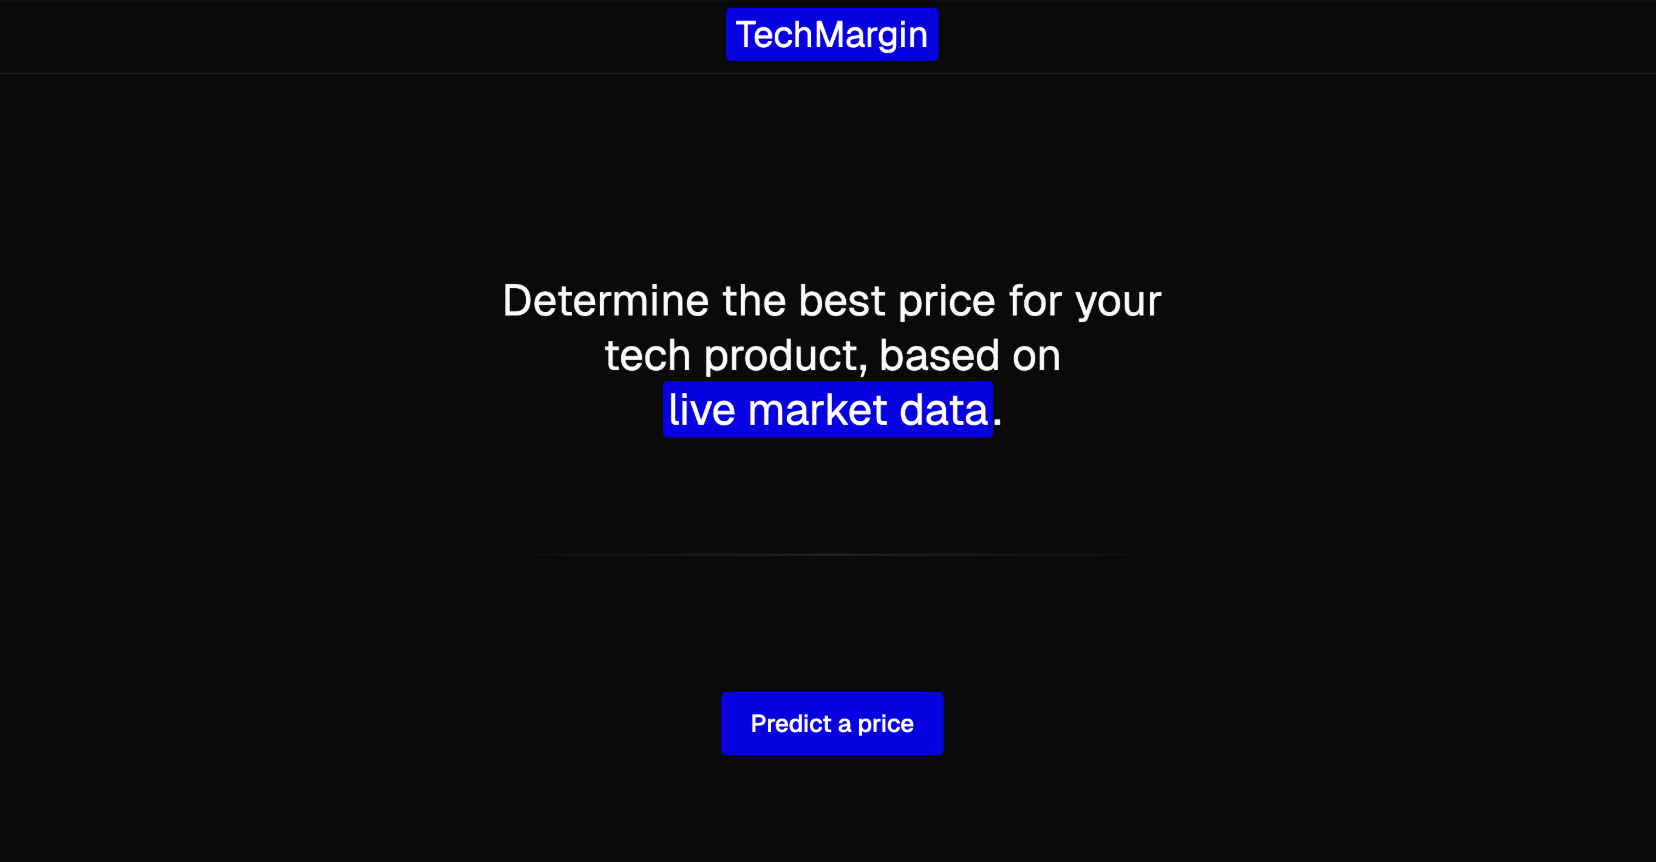 TechMargin
Determine the best price for your
tech product, based on
live market data.
Predict a price